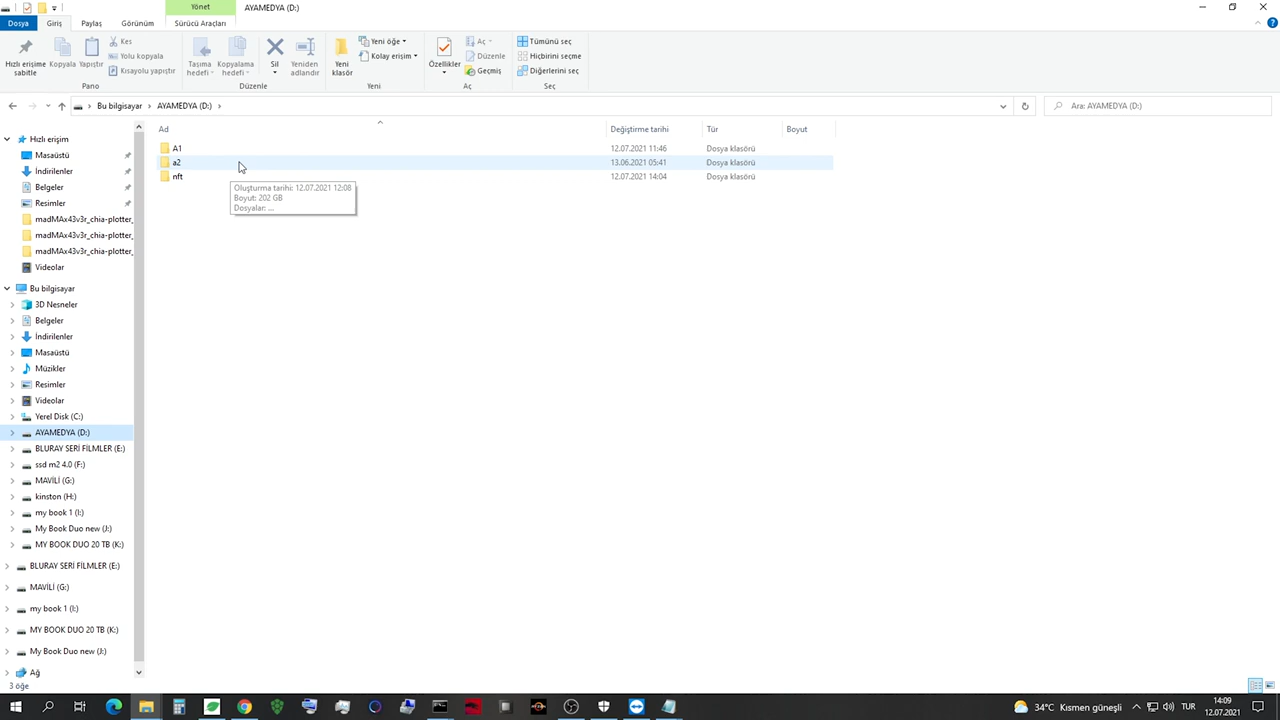 Yönet
AYAMEDYA (D:)
Dosya
Giriş
Paylaş
Görünüm
Sürücü Araçları
Hızlı erişime sabitle
Kopyala
Yapıştır
Kes
Yolu kopyala
Kısayolu yapıştır
Pano
Taşıma hedefi
Kopyalama hedefi
Sil
Yeniden adlandır
Düzenle
Yeni klasör
Yeni öğe
Kolay erişim
Yeni
Özellikler
Aç
Düzenle
Geçmiş
Aç
Tümünü seç
Hiçbirini seçme
Diğerlerini seç
Seç
Bu bilgisayar > AYAMEDYA (D:) >
Ara: AYAMEDYA (D:)
Ad
Değiştirme tarihi
Tür
Boyut
A1 12.07.2021 11:46 Dosya klasörü
a2 13.06.2021 05:41 Dosya klasörü
nft 12.07.2021 14:04 Dosya klasörü
Oluşturma tarihi: 12.07.2021 12:08
Boyut: 202 GB
Dosyalar: ...
Hızlı erişim
Masaüstü
İndirilenler
Belgeler
Resimler
madMAx43v3r_chia-plotter_
madMAx43v3r_chia-plotter_
madMAx43v3r_chia-plotter_
Videolar
Bu bilgisayar
3D Nesneler
Belgeler
İndirilenler
Masaüstü
Müzikler
Resimler
Videolar
Yerel Disk (C:)
AYAMEDYA (D:)
BLURAY SERİ FİLMLER (E:)
ssd m2 4.0 (F:)
MAVİLİ (G:)
kinston (H:)
my book 1 (I:)
My Book Duo new (J:)
MY BOOK DUO 20 TB (K:)
BLURAY SERİ FİLMLER (E:)
MAVİLİ (G:)
my book 1 (I:)
MY BOOK DUO 20 TB (K:)
My Book Duo new (J:)
Ağ
3 öğe
34°C Kısmen güneşli
TUR
14:09
12.07.2021